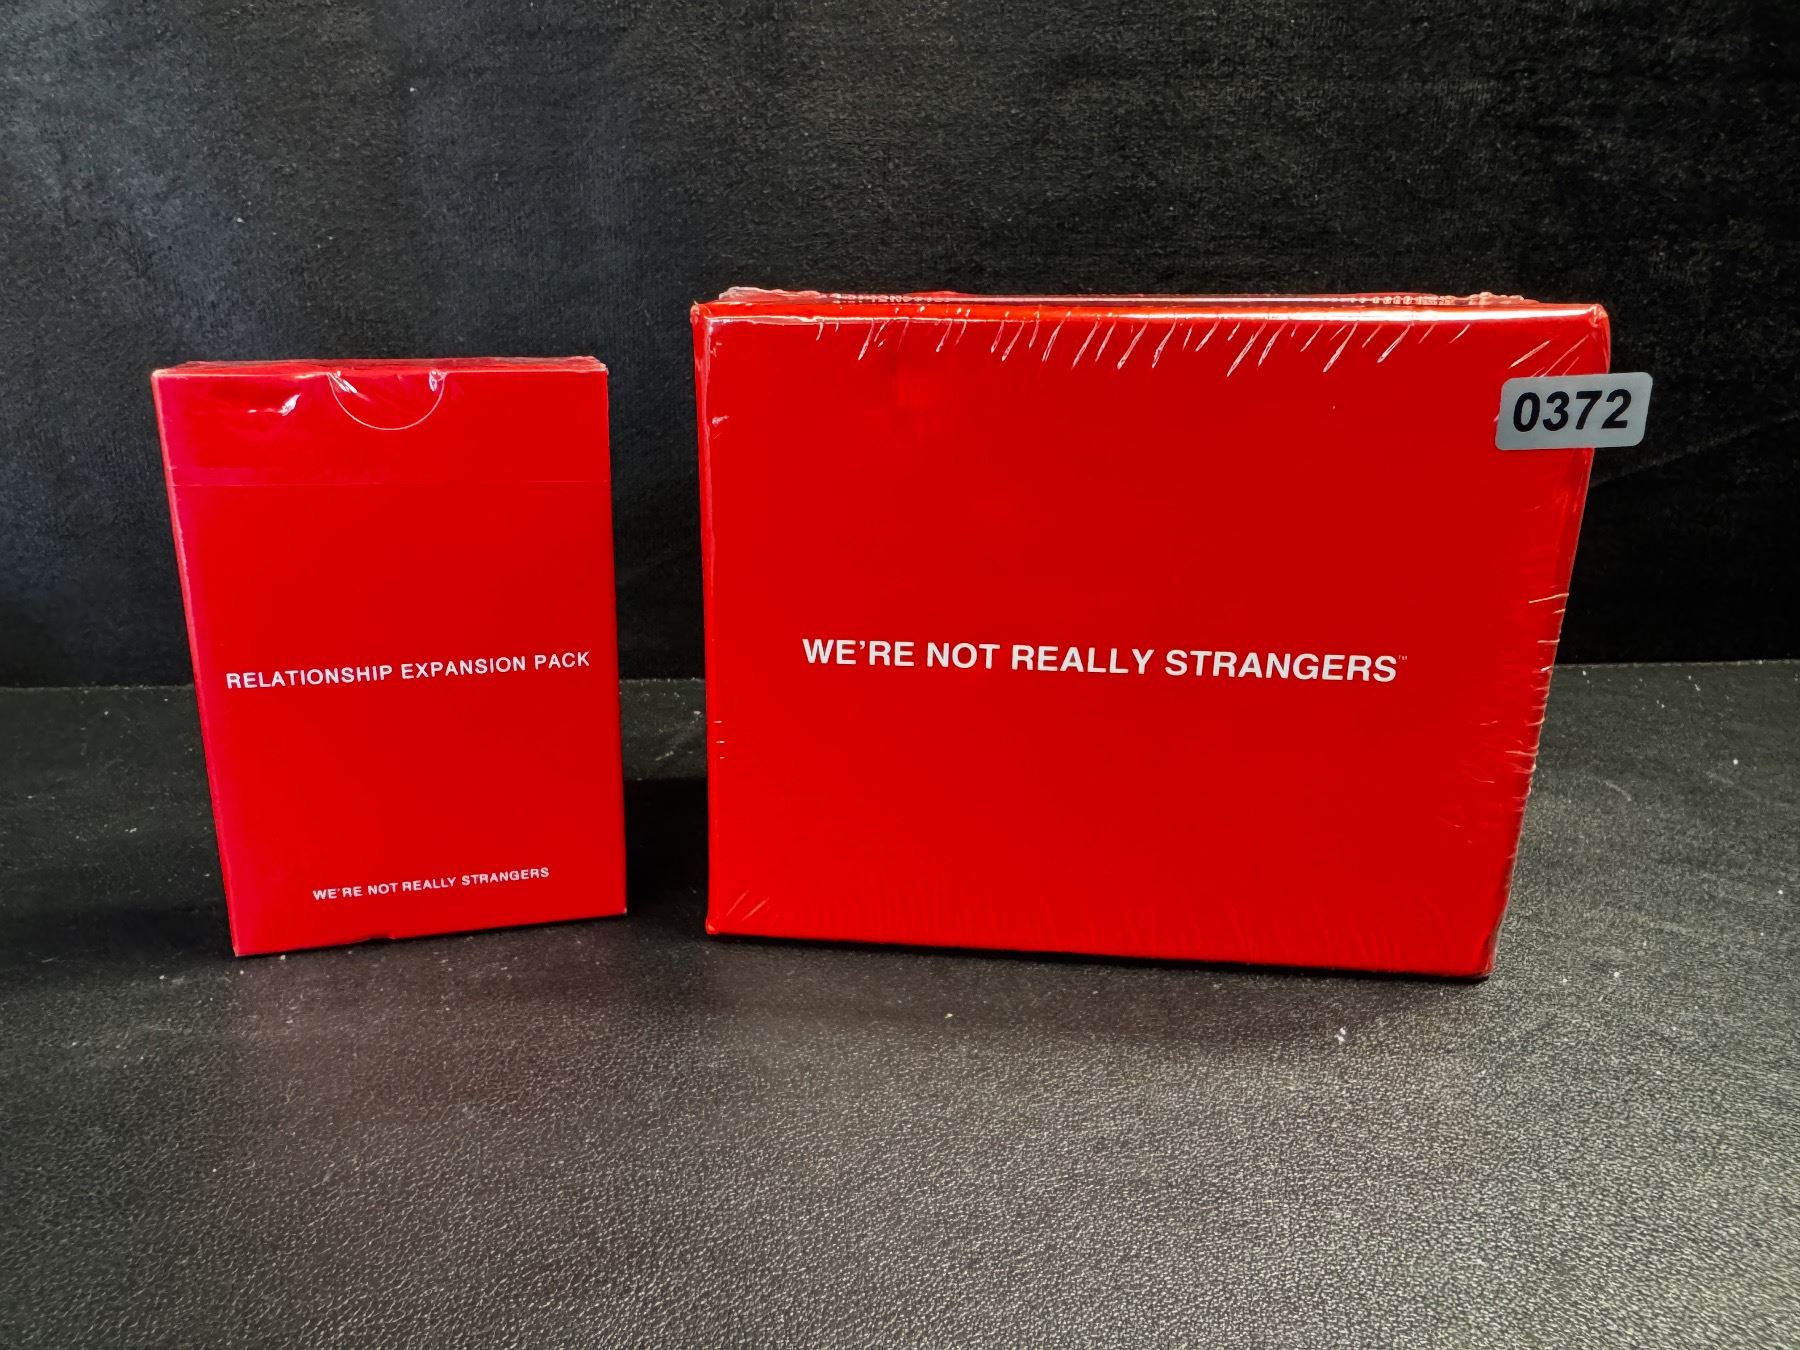 RELATIONSHIP EXPANSION PACK
WE'RE NOT REALLY STRANGERS
WE'RE NOT REALLY STRANGERS™
0372